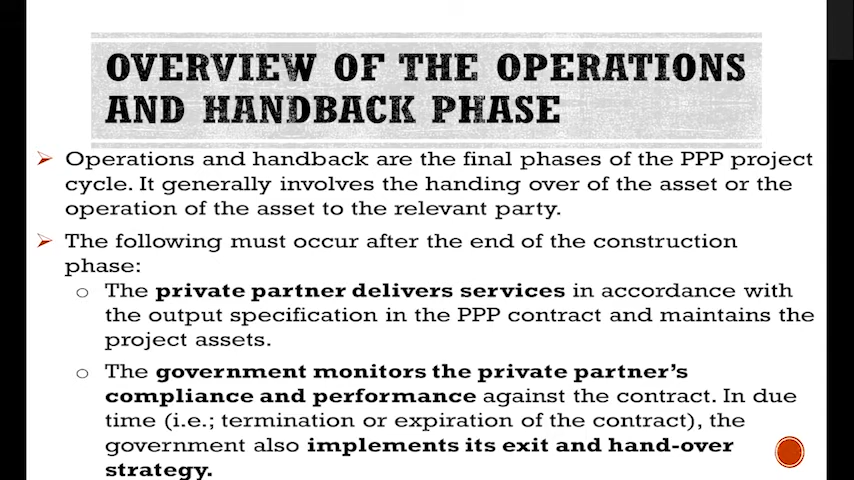 OVERVIEW OF THE OPERATIONS
AND HANDBACK PHASE
Operations and handback are the final phases of the PPP project
cycle. It generally involves the handing over of the asset or the
operation of the asset to the relevant party.
The following must occur after the end of the construction
phase:
The private partner delivers services in accordance with
the output specification in the PPP contract and maintains the
project assets.
The government monitors the private partner's
compliance and performance against the contract. In due
time (i.e.; termination or expiration of the contract), the
government also implements its exit and hand-over
strategy.